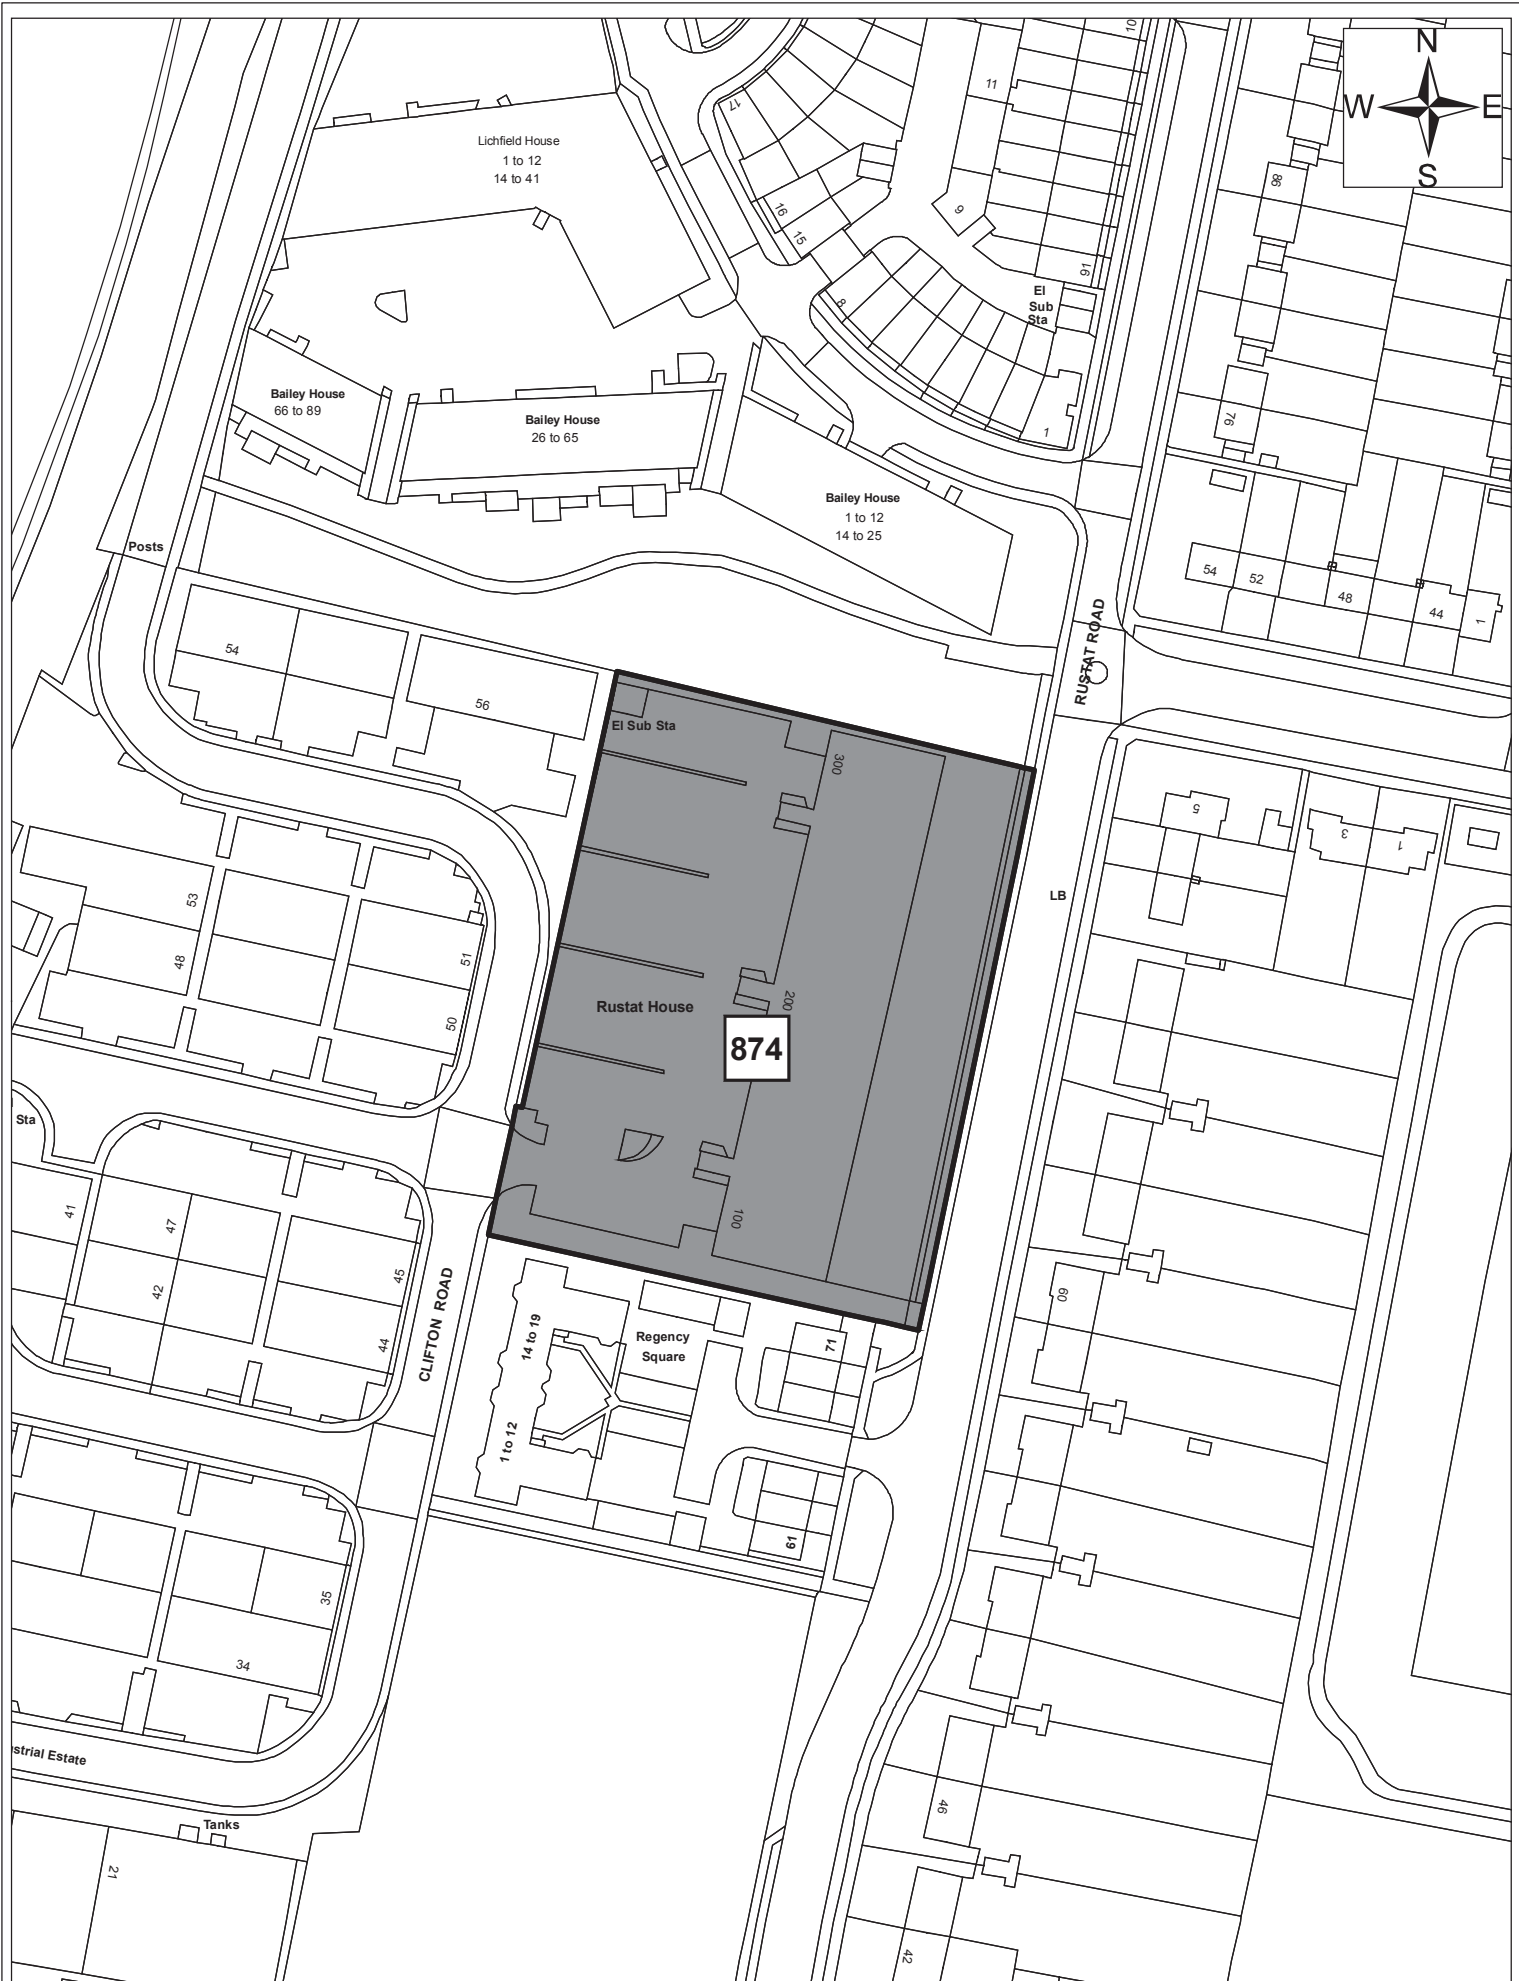 10
N
W
E
S
11
17
Lichfield House
1 to 12
14 to 41
86
16
9
15
91
El
Sub
Sta
8
Bailey House
66 to 89
Bailey House
26 to 65
76
1
Bailey House
1 to 12
14 to 25
Posts
54
52
48
44
1
RUSTAT ROAD
54
56
El Sub Sta
300
5
3
1
53
LB
48
51
200
Rustat House
50
874
Sta
41
47
100
42
45
60
CLIFTON ROAD
44
14 to 19
Regency
Square
71
1 to 12
61
35
34
strial Estate
46
Tanks
21
42